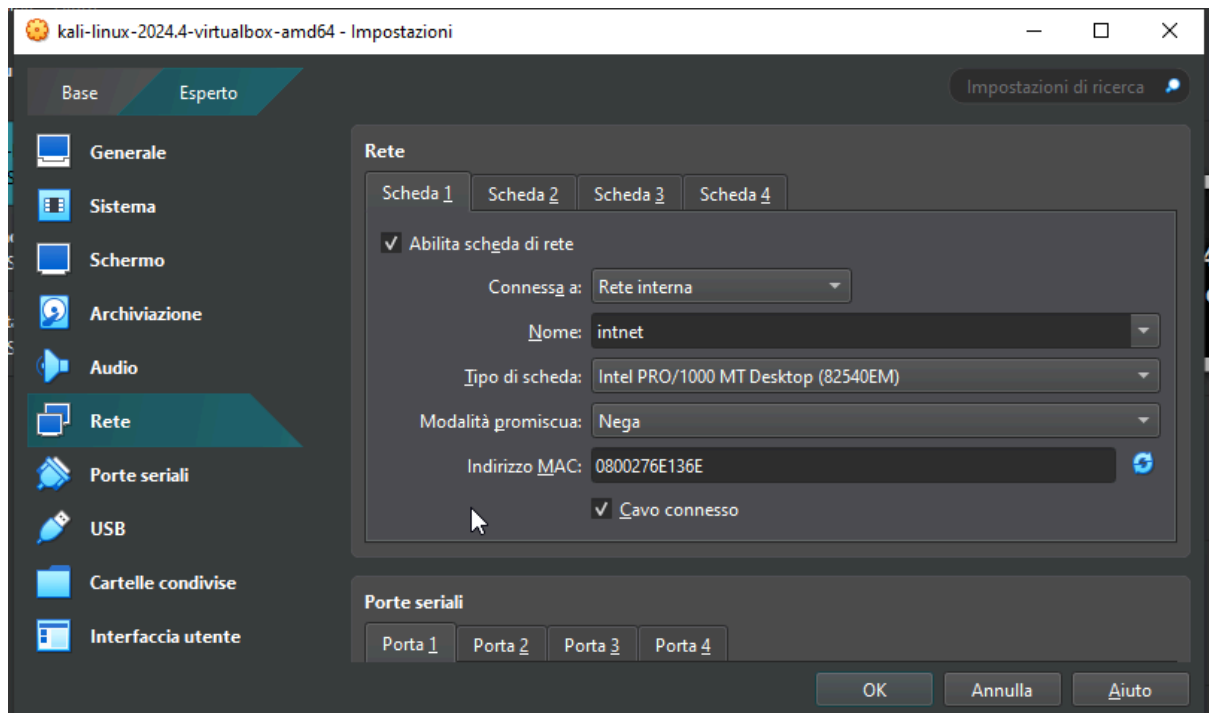 kali-linux-2024.4-virtualbox-amd64 - Impostazioni
Base
Esperto
Impostazioni di ricerca
Generale
Sistema
Schermo
Archiviazione
Audio
Rete
Porte seriali
USB
Cartelle condivise
Interfaccia utente
Rete
Scheda 1
Scheda 2
Scheda 3
Scheda 4
Abilita scheda di rete
Connessa a: Rete interna
Nome: intnet
Tipo di scheda: Intel PRO/1000 MT Desktop (82540EM)
Modalità promiscua: Nega
Indirizzo MAC: 0800276E136E
Cavo connesso
Porte seriali
Porta 1
Porta 2
Porta 3
Porta 4
OK
Annulla
Aiuto